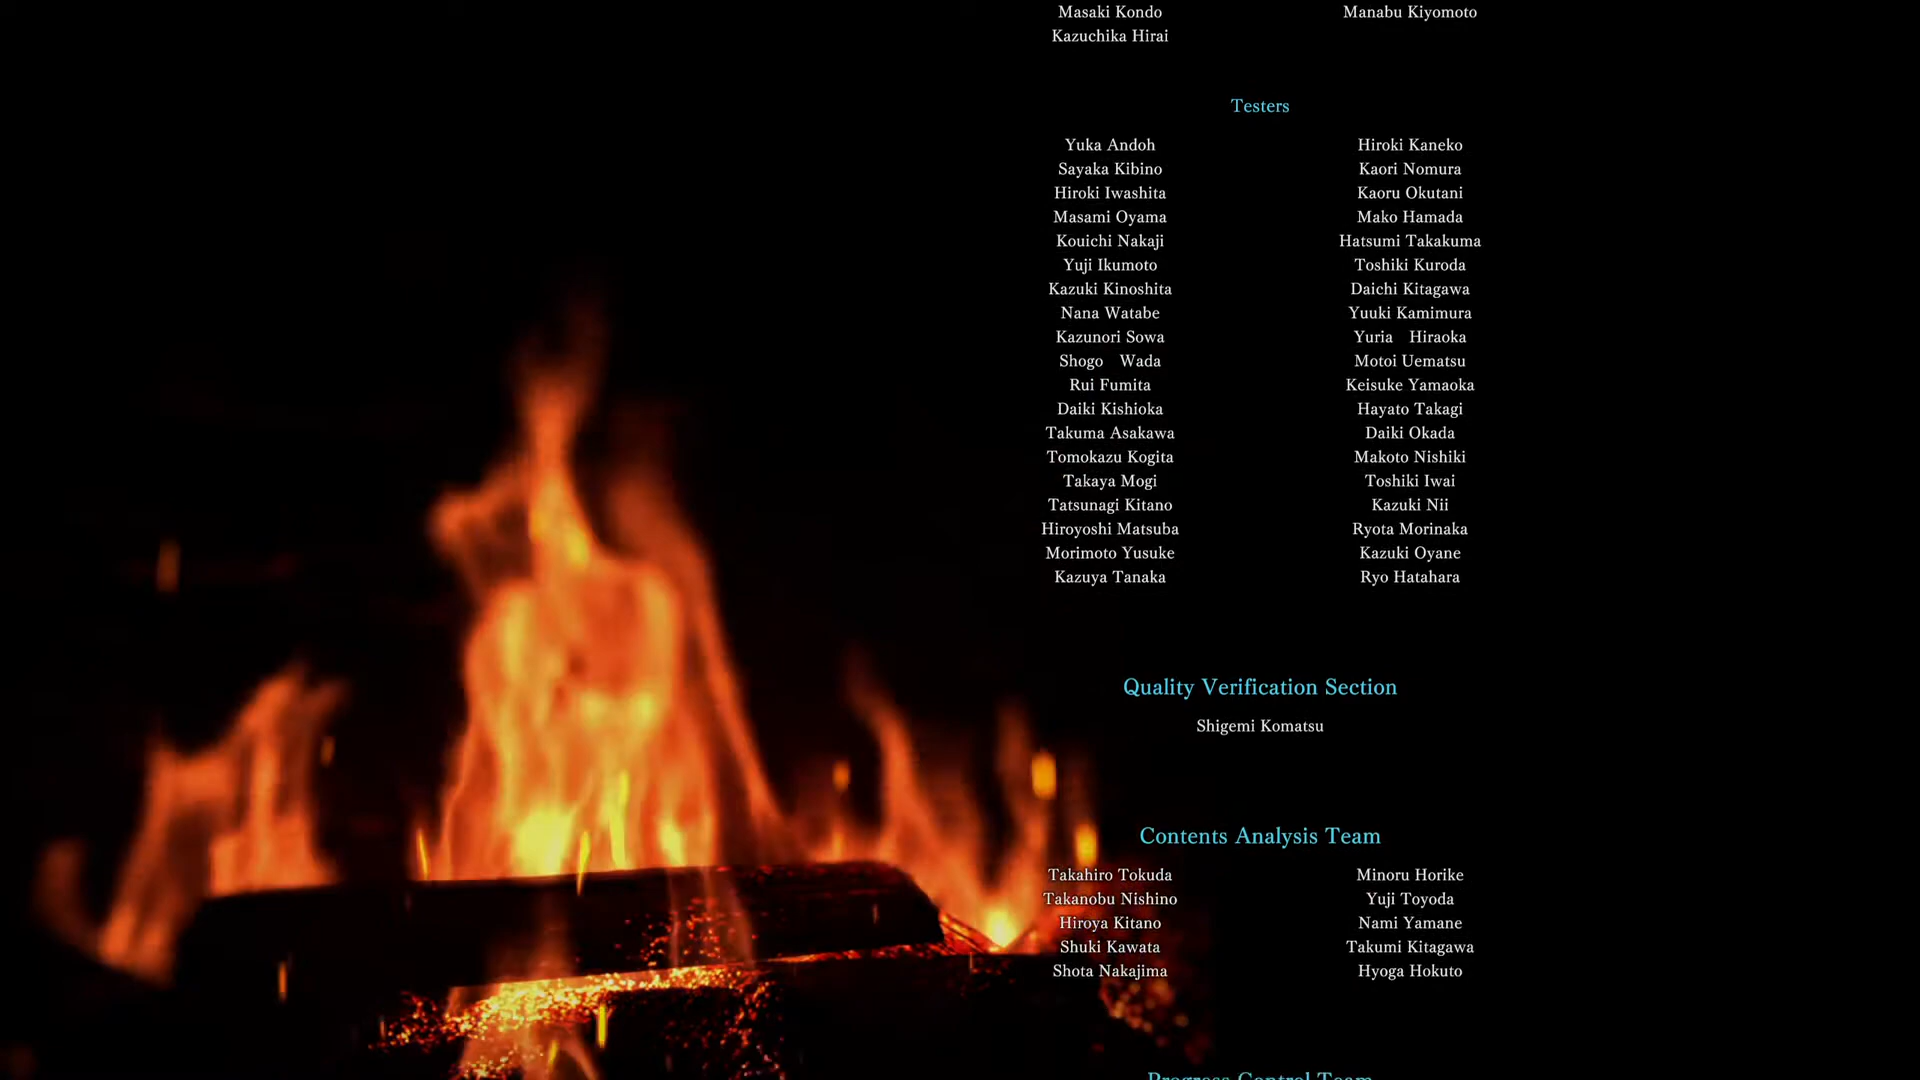 Masaki Kondo Manabu Kiyomoto
Kazuchika Hirai
Testers
Yuka Andoh Hiroki Kaneko
Sayaka Kibino Kaori Nomura
Hiroki Iwashita Kaoru Okutani
Masami Oyama Mako Hamada
Kouichi Nakaji Hatsumi Takakuma
Yuji Ikumoto Toshiki Kuroda
Kazuki Kinoshita Daichi Kitagawa
Nana Watabe Yuuki Kamimura
Kazunori Sowa Yuria Hiraoka
Shogo Wada Motoi Uematsu
Rui Fumita Keisuke Yamaoka
Daiki Kishioka Hayato Takagi
Takuma Asakawa Daiki Okada
Tomokazu Kogita Makoto Nishiki
Takaya Mogi Toshiki Iwai
Tatsunagi Kitano Kazuki Nii
Hiroyoshi Matsuba Ryota Morinaka
Morimoto Yusuke Kazuki Oyane
Kazuya Tanaka Ryo Hatahara
Quality Verification Section
Shigemi Komatsu
Contents Analysis Team
Takahiro Tokuda Minoru Horike
Takanobu Nishino Yuji Toyoda
Hiroya Kitano Nami Yamane
Shuki Kawata Takumi Kitagawa
Shota Nakajima Hyoga Hokuto
Progress Control Team